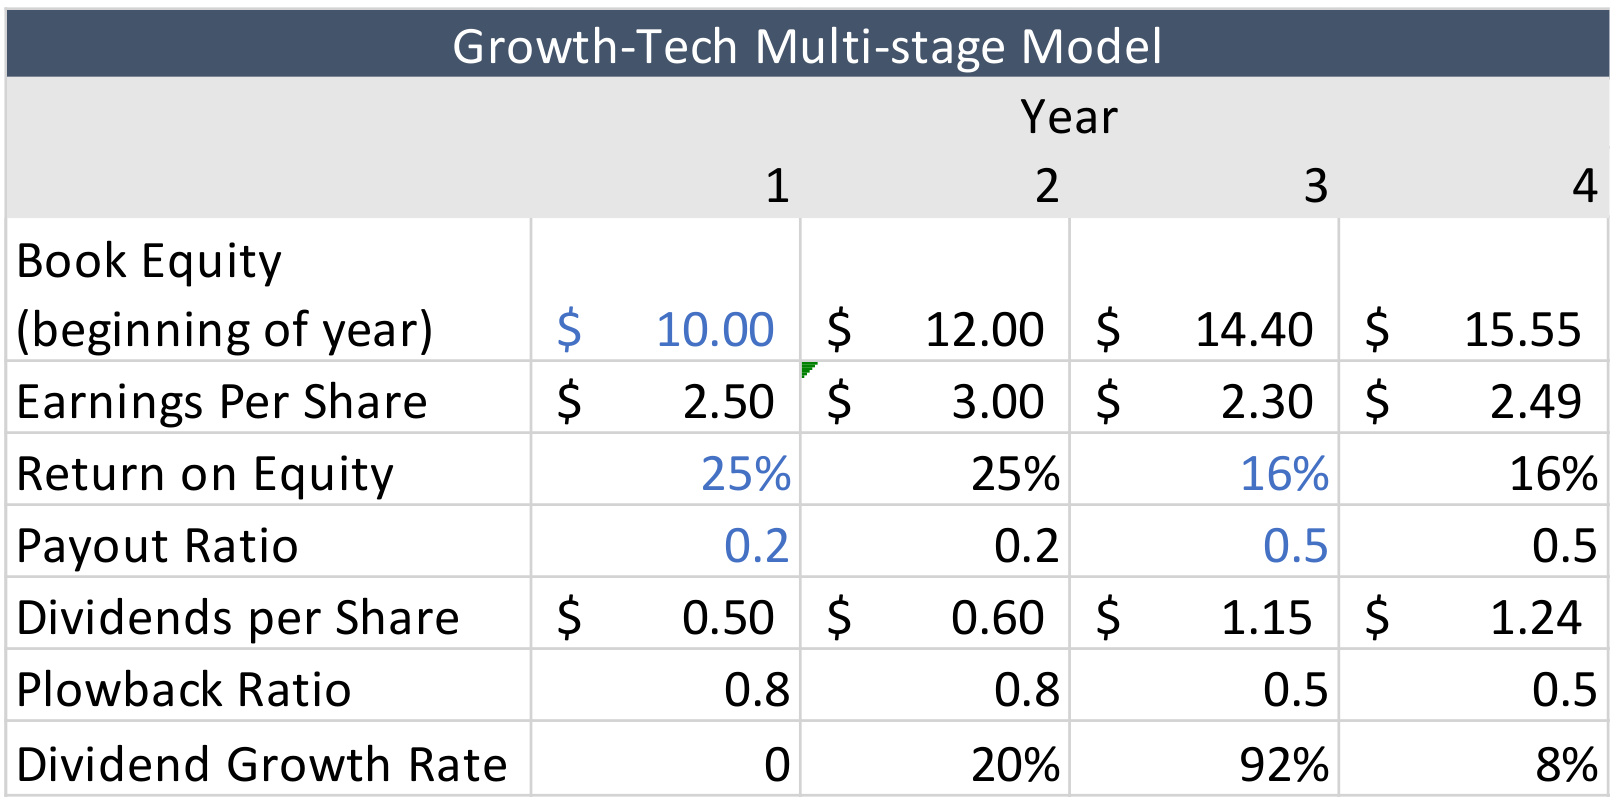 Growth-Tech Multi-stage Model
Year
1 2 3 4
Book Equity
(beginning of year) $ 10.00 $ 12.00 $ 14.40 $ 15.55
Earnings Per Share $ 2.50 $ 3.00 $ 2.30 $ 2.49
Return on Equity 25% 25% 16% 16%
Payout Ratio 0.2 0.2 0.5 0.5
Dividends per Share $ 0.50 $ 0.60 $ 1.15 $ 1.24
Plowback Ratio 0.8 0.8 0.5 0.5
Dividend Growth Rate 0 20% 92% 8%